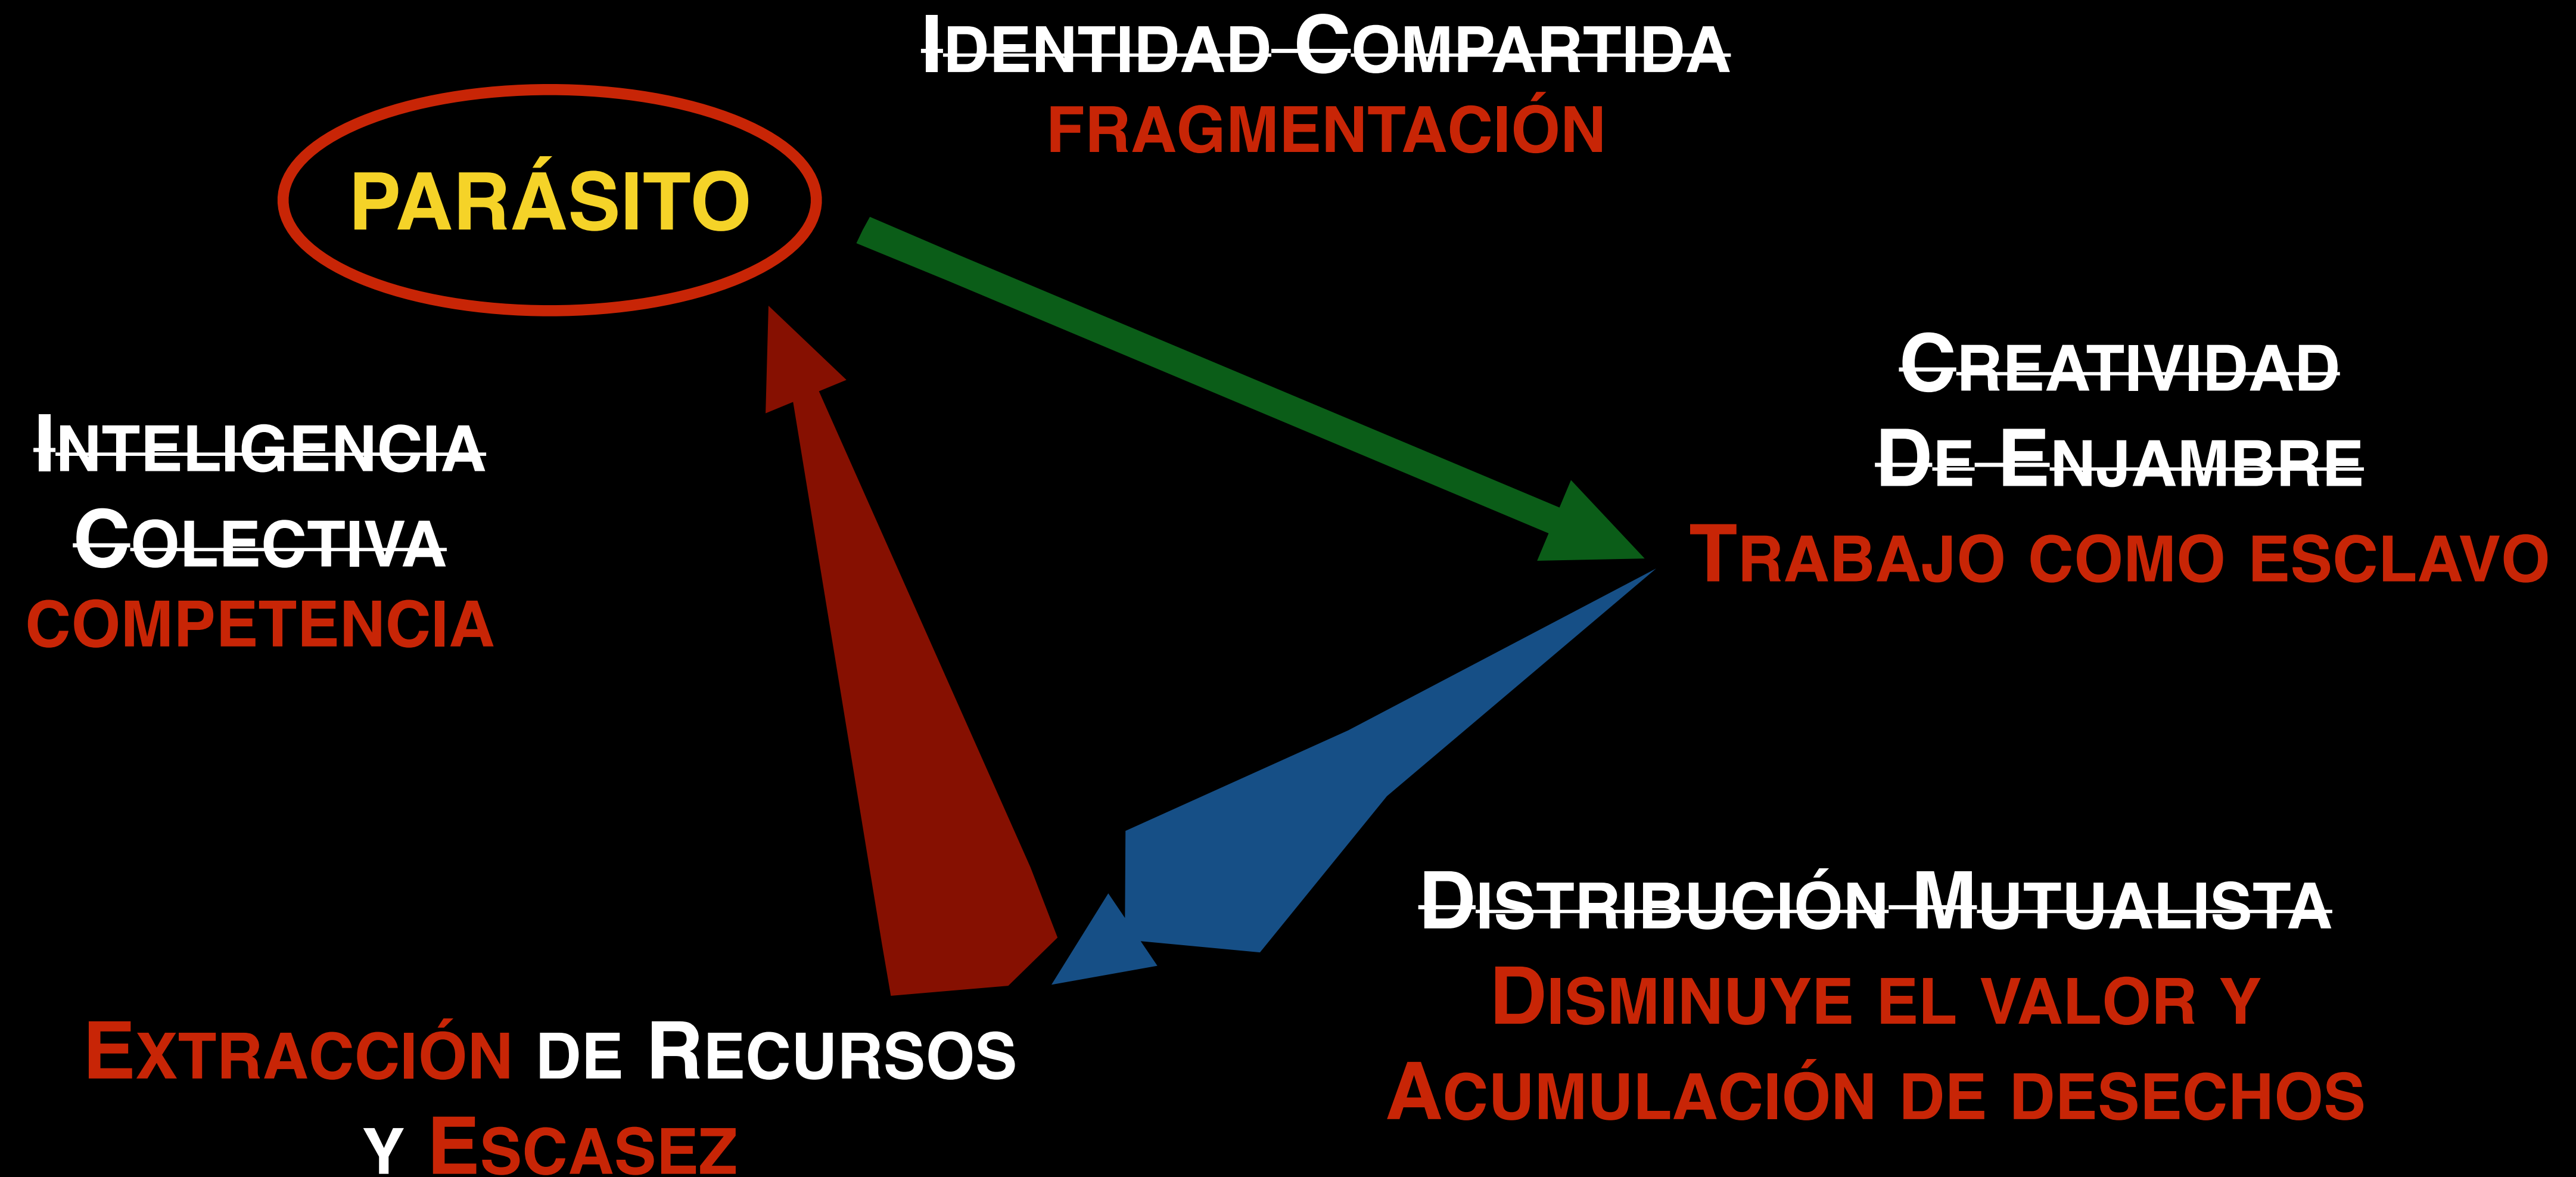 IDENTIDAD COMPARTIDA
FRAGMENTACIÓN
PARÁSITO
CREATIVIDAD
DE ENJAMBRE
TRABAJO COMO ESCLAVO
INTELIGENCIA
COLECTIVA
COMPETENCIA
DISTRIBUCIÓN MUTUALISTA
DISMINUYE EL VALOR Y
ACUMULACIÓN DE DESECHOS
EXTRACCIÓN DE RECURSOS
Y ESCASEZ